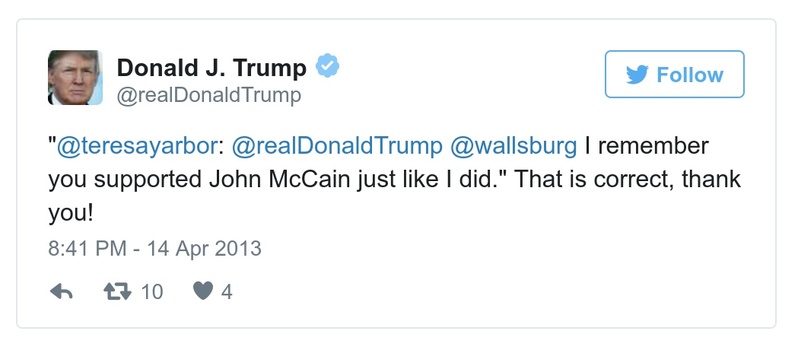 Donald J. Trump
@realDonaldTrump
Follow
"@teresayarbor: @realDonaldTrump @wallsburg I remember
you supported John McCain just like I did." That is correct, thank
you!
8:41 PM - 14 Apr 2013
10 4